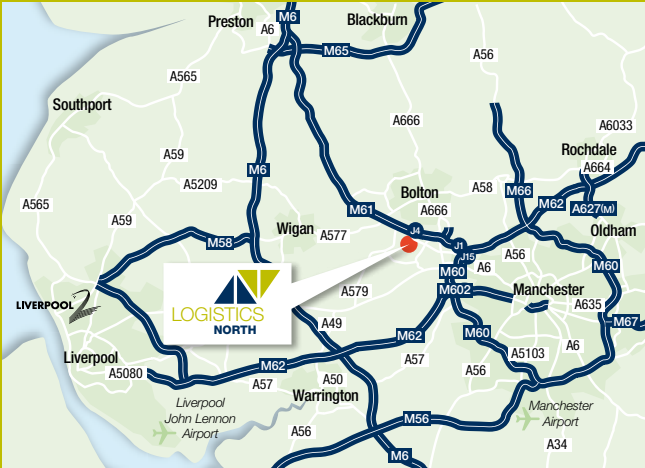 Preston
M6
Blackburn
A6
M65
A56
A565
Southport
A666
A6033
Rochdale
A59
A664
M6
A5209
Bolton
A58
M66
M62
A565
M61
A666
A627(M)
A59
Wigan
A577
J4
Oldham
M58
J1
A56
J15
M60
A6
M60
LIVERPOOL 2
A579
M602
Manchester
LOGISTICS
NORTH
A635
A49
M67
M62
M60
Liverpool
M62
A5103
A6
A5080
A57
A57
A50
A56
Warrington
Liverpool
John Lennon
Airport
Manchester
Airport
M56
A56
A34
M6